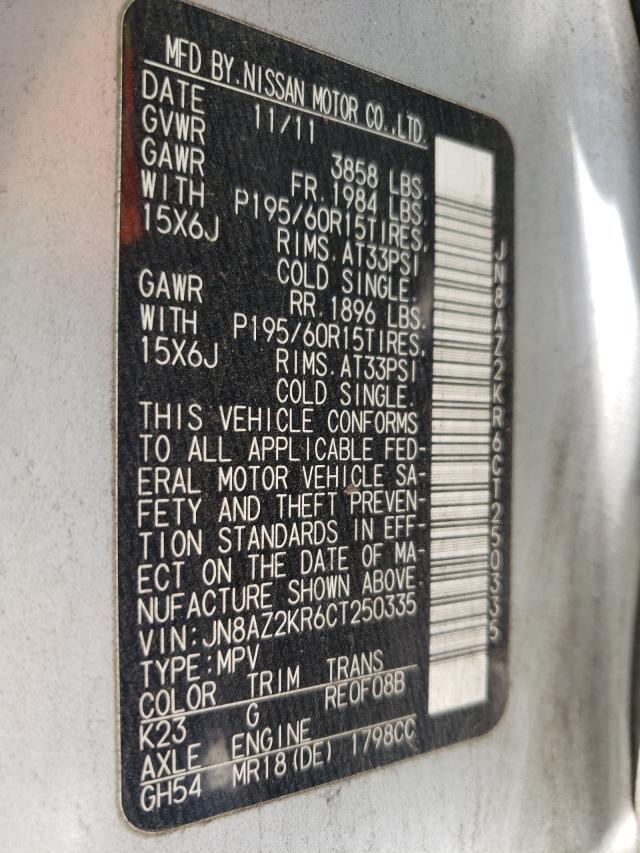 MFD BY.NISSAN MOTOR CO.,LTD.
DATE 11/11
GVWR 3858 LBS.
GAWR FR.1984 LBS.
WITH P195/60R15TIRES,
15X6J RIMS.AT33PSI
COLD SINGLE.
GAWR RR.1896 LBS.
WITH P195/60R15TIRES,
15X6J RIMS.AT33PSI
COLD SINGLE.
THIS VEHICLE CONFORMS
TO ALL APPLICABLE FED-
ERAL MOTOR VEHICLE SA-
FETY AND THEFT PREVEN-
TION STANDARDS IN EFF-
ECT ON THE DATE OF MA-
NUFACTURE SHOWN ABOVE.
VIN:JN8AZ2KR6CT250335
TYPE:MPV
COLOR TRIM TRANS
K23 G RE0F08B
AXLE ENGINE
GH54 MR18(DE) 1798CC
JN8AZ2KR6CT250335